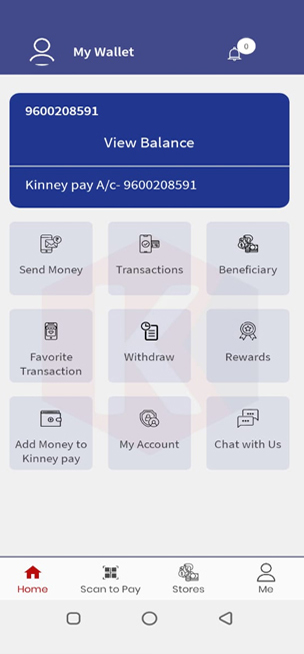 My Wallet
0
9600208591
View Balance
Kinney pay A/c- 9600208591
Send Money
Transactions
Beneficiary
Favorite
Transaction
Withdraw
Rewards
Add Money to
Kinney pay
My Account
Chat with Us
Home
Scan to Pay
Stores
Me